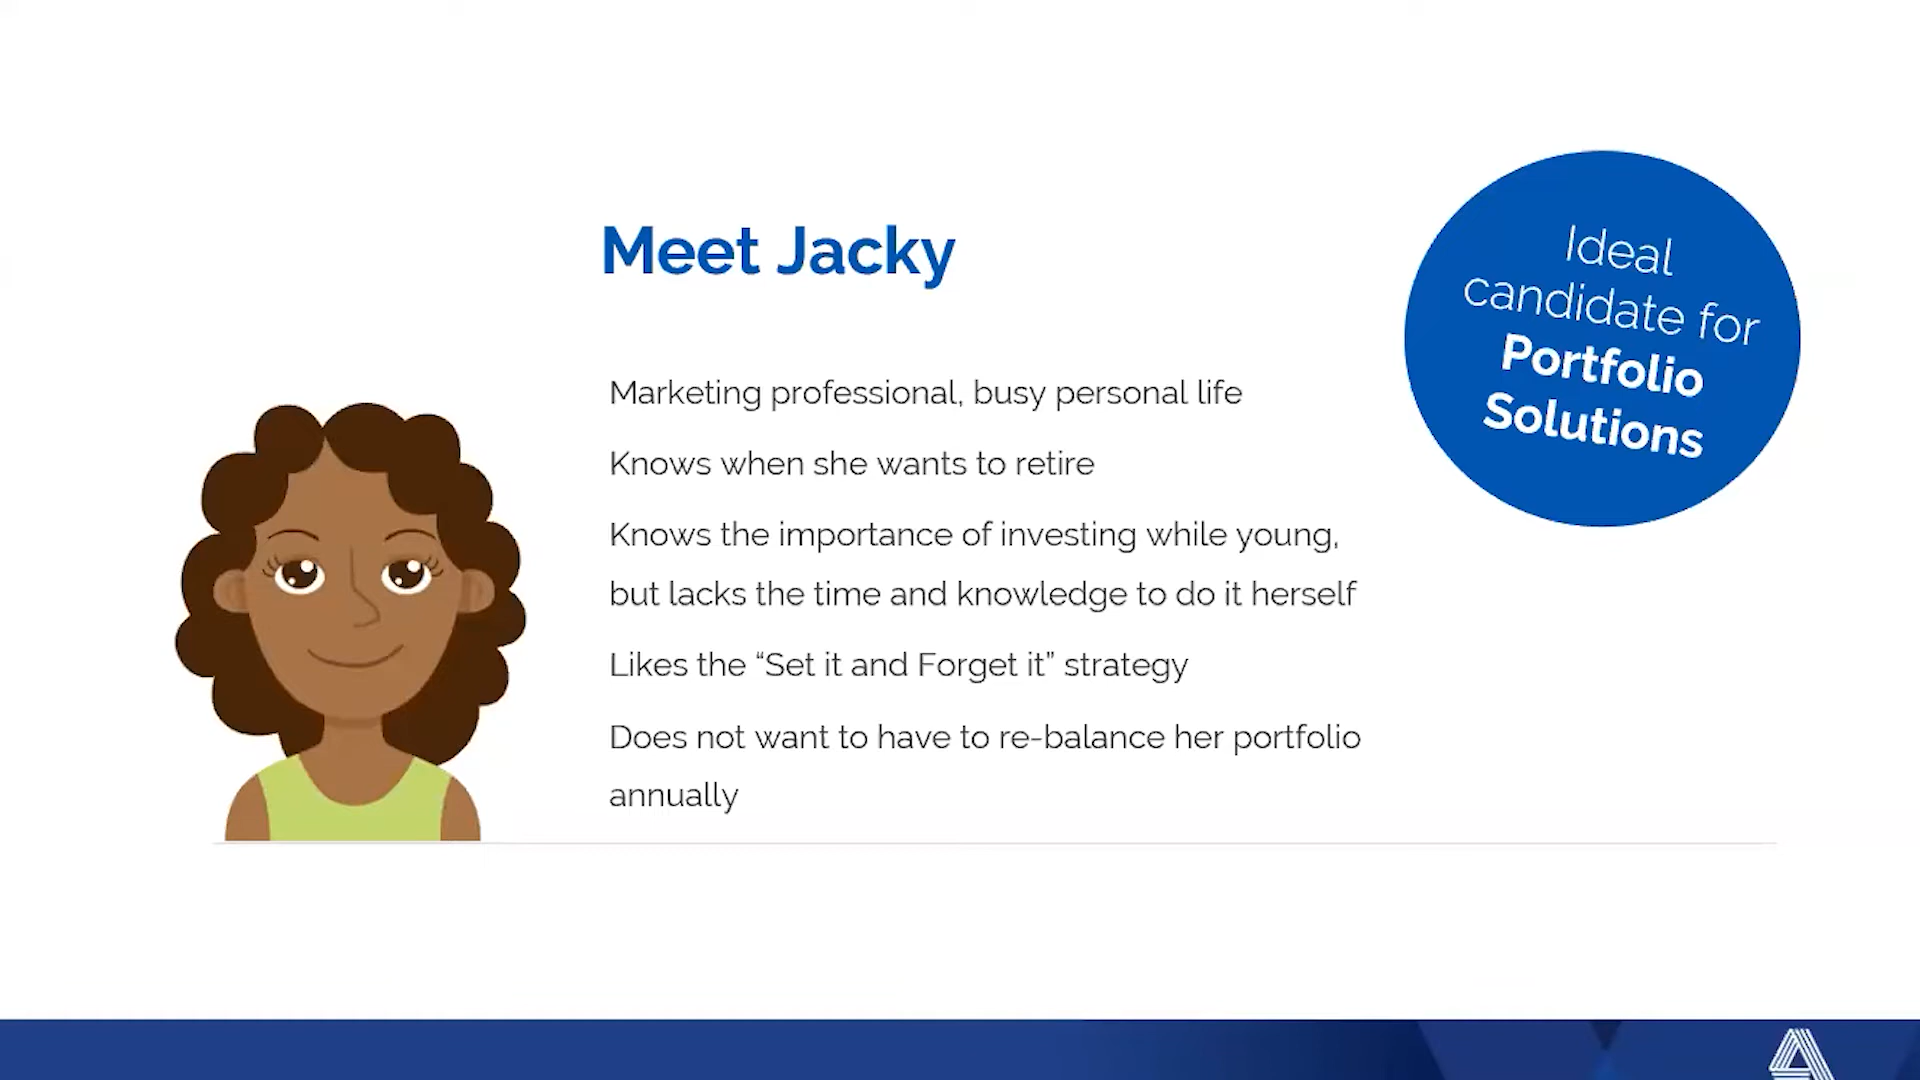 Meet Jacky
Ideal
candidate for
Portfolio
Solutions
Marketing professional, busy personal life
Knows when she wants to retire
Knows the importance of investing while young,
but lacks the time and knowledge to do it herself
Likes the “Set it and Forget it” strategy
Does not want to have to re-balance her portfolio
annually